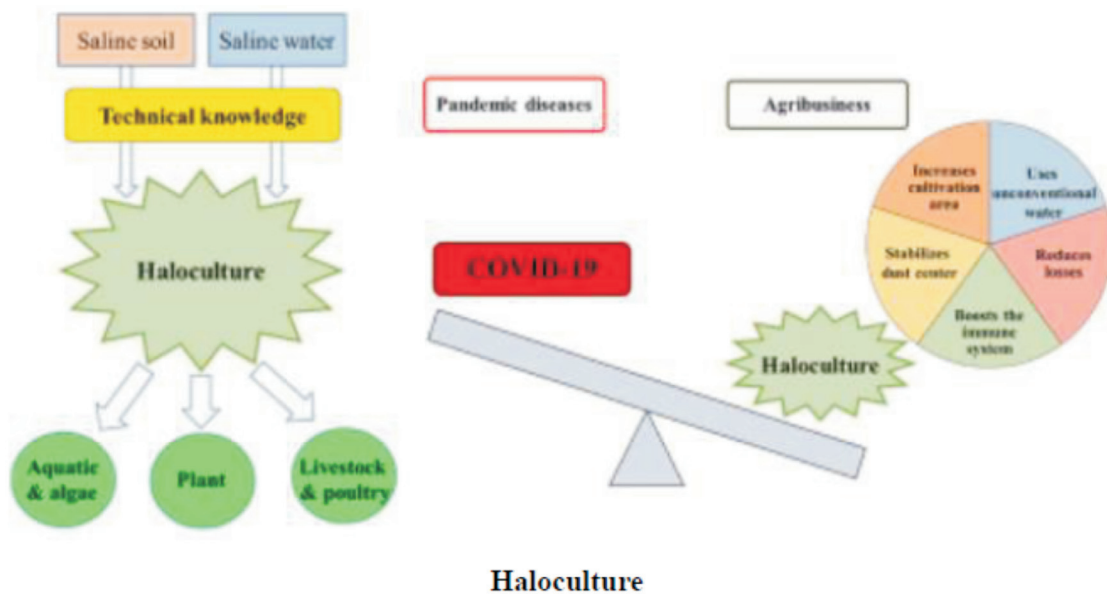 Saline soil
Saline water
Technical knowledge
Haloculture
Aquatic
& algae
Plant
Livestock
& poultry
Pandemic diseases
COVID-19
Agribusiness
Haloculture
Increases
cultivation
area
Uses
unconventional
water
Stabilizes
dust center
Reduces
losses
Boosts the
immune
system
Haloculture